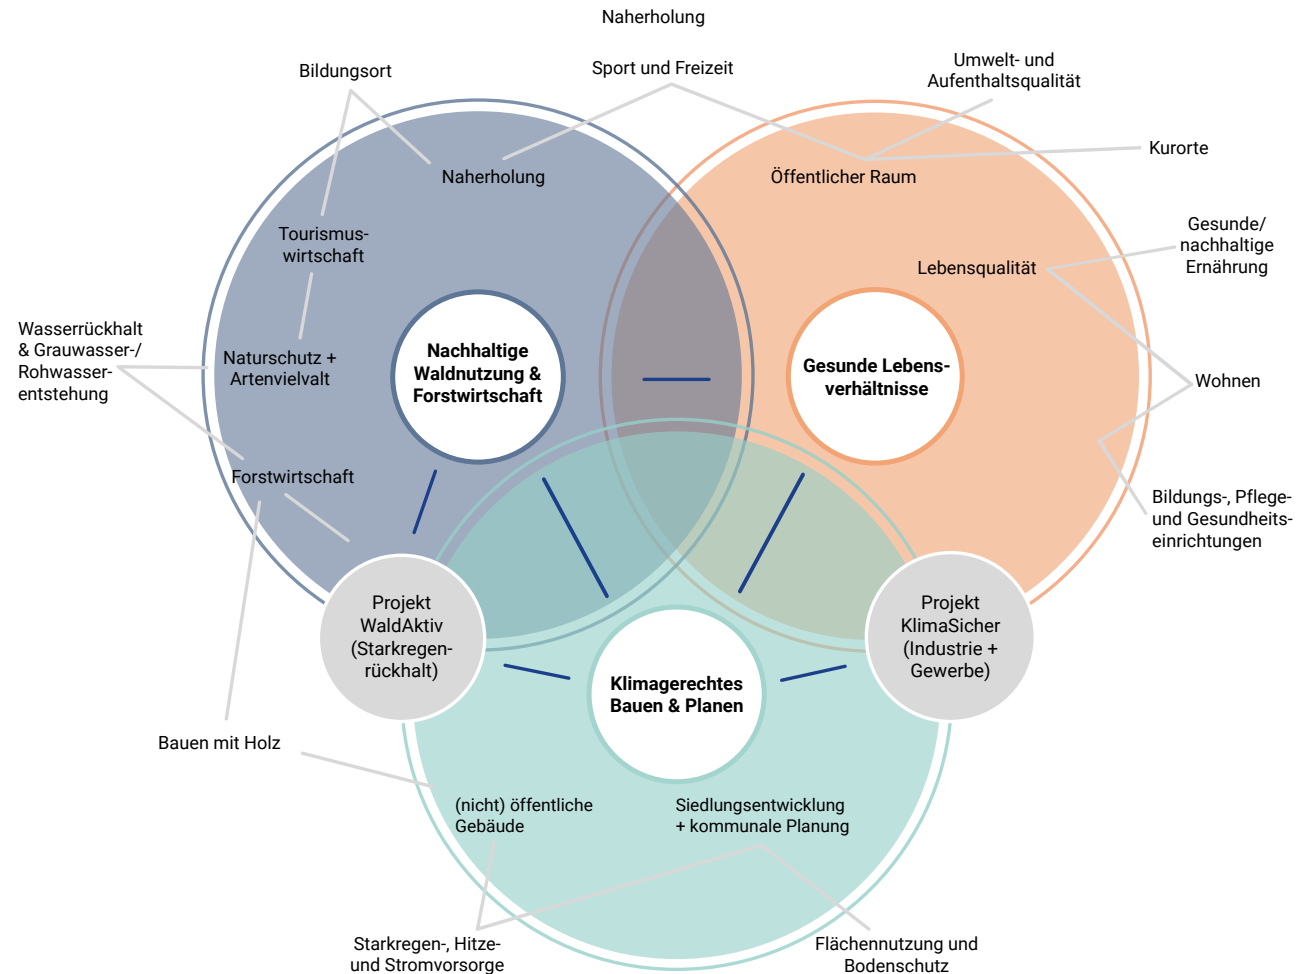 Naherholung
Bildungsort
Sport und Freizeit
Umwelt- und
Aufenthaltsqualität
Kurorte
Naherholung
Öffentlicher Raum
Tourismus-
wirtschaft
Lebensqualität
Gesunde/
nachhaltige
Ernährung
Wasserrückhalt
& Grauwasser-/
Rohwasser-
entstehung
Naturschutz +
Artenvielvalt
Nachhaltige
Waldnutzung &
Forstwirtschaft
Gesunde Lebens-
verhältnisse
Wohnen
Forstwirtschaft
Bildungs-, Pflege-
und Gesundheits-
einrichtungen
Projekt
WaldAktiv
(Starkregen-
rückhalt)
Projekt
KlimaSicher
(Industrie +
Gewerbe)
Klimagerechtes
Bauen & Planen
Bauen mit Holz
(nicht) öffentliche
Gebäude
Siedlungsentwicklung
+ kommunale Planung
Starkregen-, Hitze-
und Stromvorsorge
Flächennutzung und
Bodenschutz